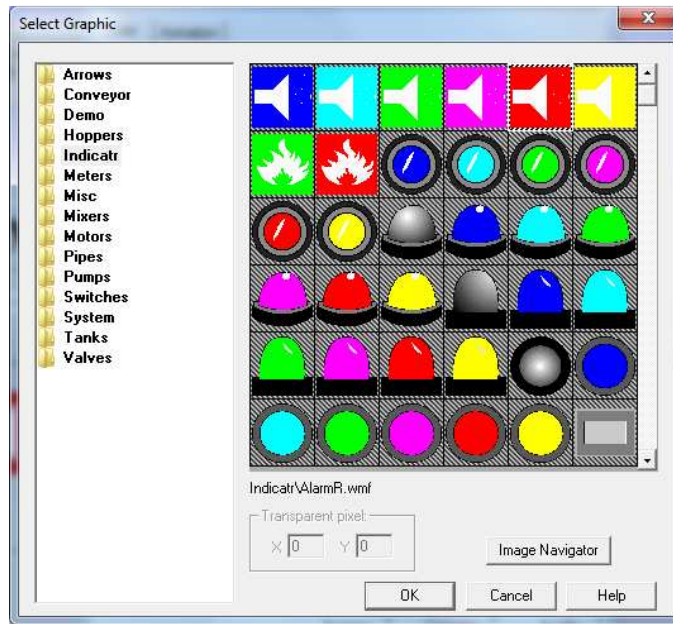 Select Graphic
Arrows
Conveyor
Demo
Hoppers
Indicatr
Meters
Misc
Mixers
Motors
Pipes
Pumps
Switches
System
Tanks
Valves
Indicatr\AlarmR.wmf
Transparent pixel:
X 0 Y 0
Image Navigator
OK Cancel Help